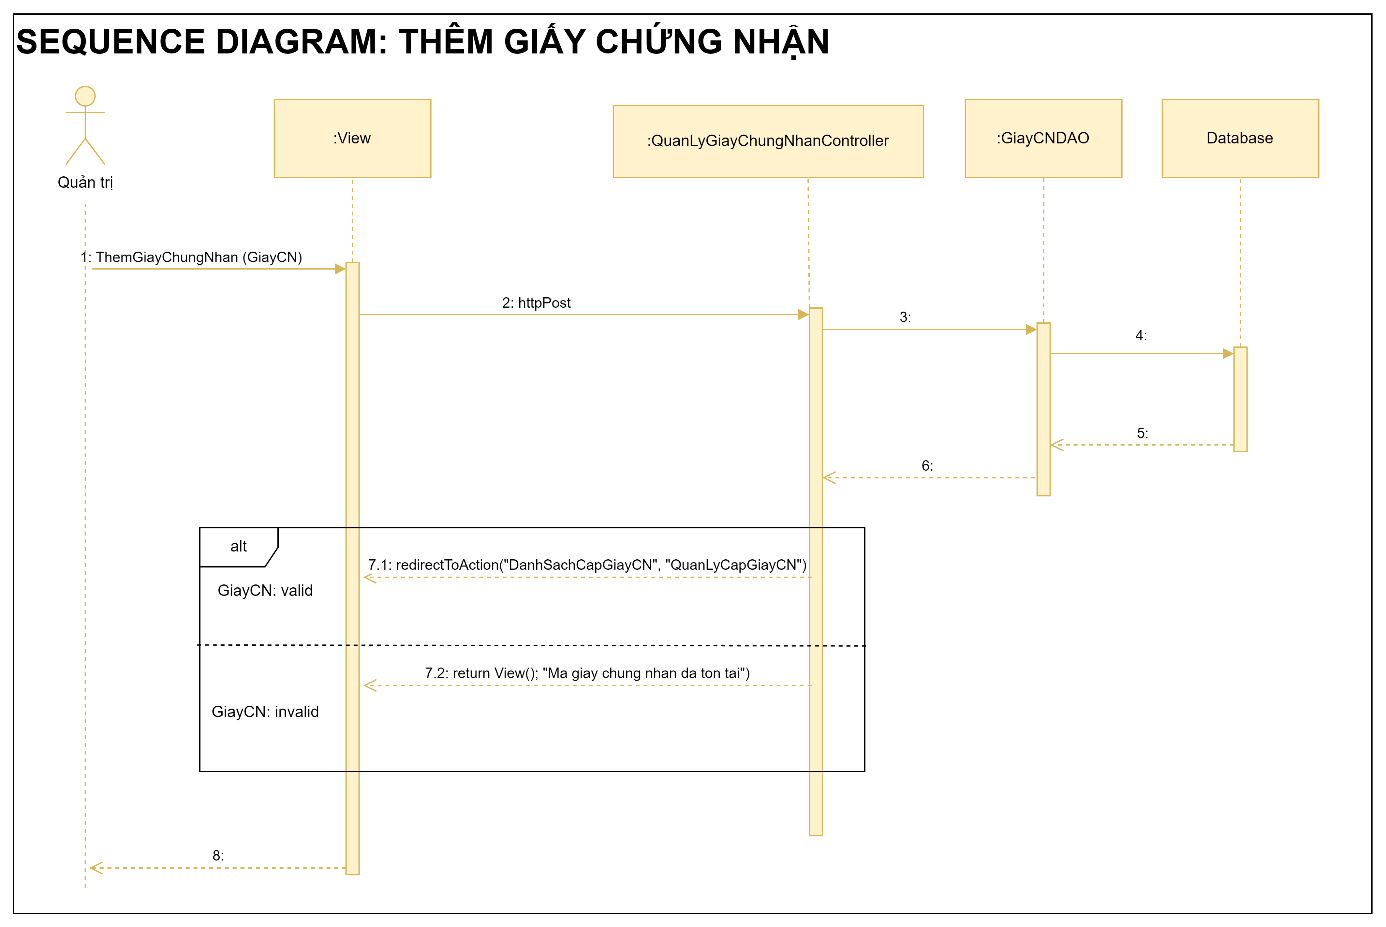 SEQUENCE DIAGRAM: THÊM GIẤY CHỨNG NHẬN
:View
:QuanLyGiayChungNhanController
:GiayCNDAO
Database
Quản trị
1: ThemGiayChungNhan (GiayCN)
2: httpPost
3:
4:
5:
6:
alt
7.1: redirectToAction("DanhSachCapGiayCN", "QuanLyCapGiayCN")
GiayCN: valid
7.2: return View(); "Ma giay chung nhan da ton tai")
GiayCN: invalid
8: